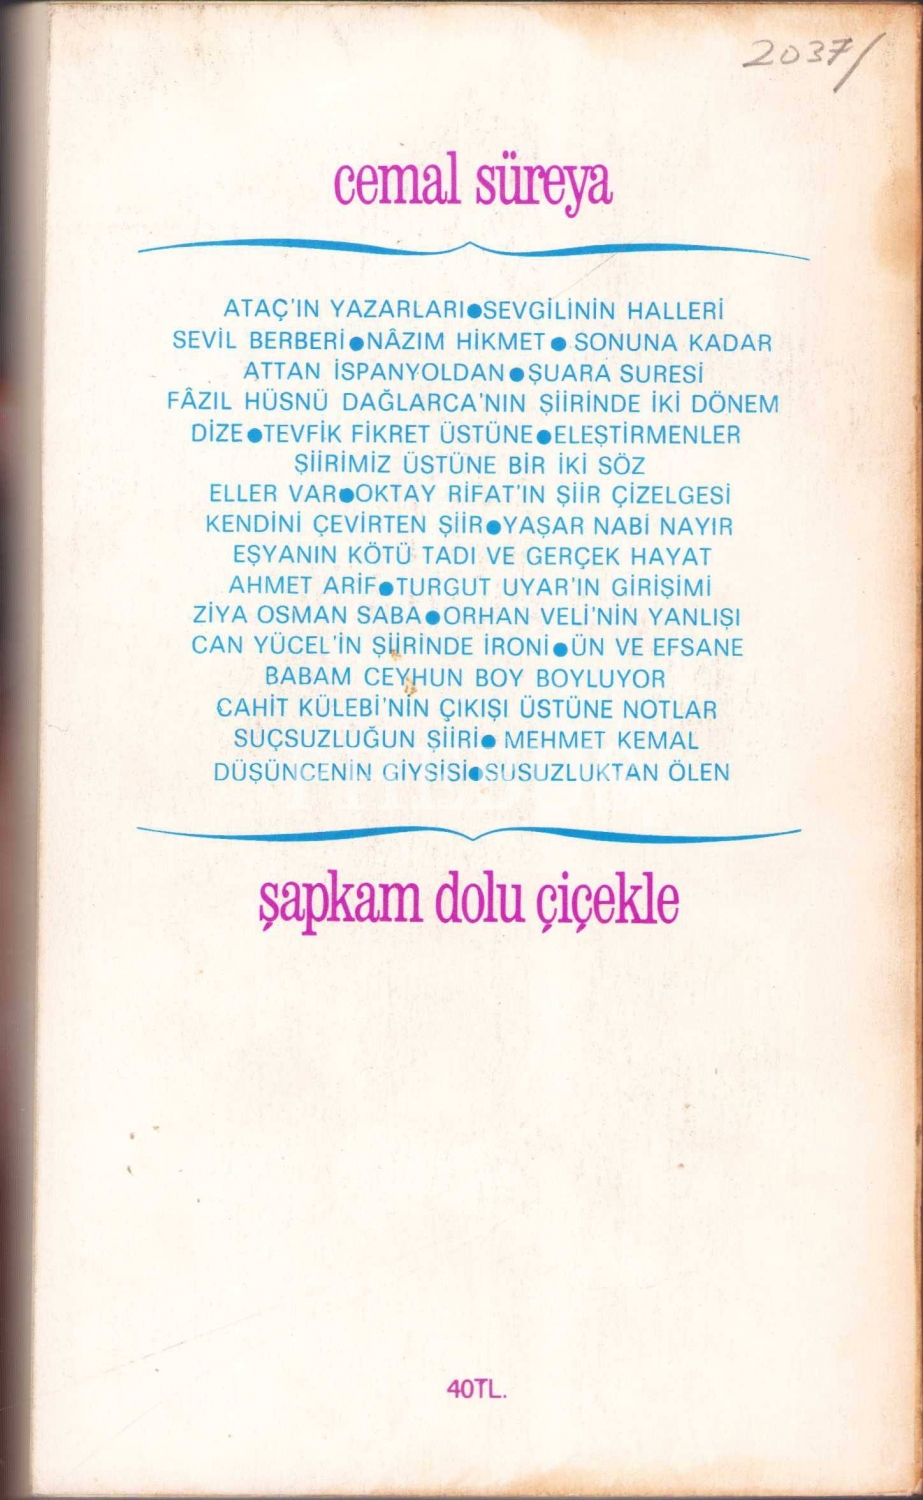 2037/
cemal süreya
ATAÇ'IN YAZARLARI●SEVGİLİNİN HALLERİ
SEVİL BERBERİ●NÂZIM HİKMET● SONUNA KADAR
ATTAN İSPANYOLDAN●ŞUARA SURESİ
FÂZIL HÜSNÜ DAĞLARCA'NIN ŞİİRİNDE İKİ DÖNEM
DİZE●TEVFİK FİKRET ÜSTÜNE●ELEŞTİRMENLER
ŞİİRİMİZ ÜSTÜNE BİR İKİ SÖZ
ELLER VAR●OKTAY RİFAT'IN ŞİİR ÇİZELGESİ
KENDİNİ ÇEVİRTEN ŞİİR●YAŞAR NABİ NAYIR
EŞYANIN KÖTÜ TADI VE GERÇEK HAYAT
AHMET ARİF●TURGUT UYAR'IN GİRİŞİMİ
ZİYA OSMAN SABA●ORHAN VELİ'NİN YANLIŞI
CAN YÜCEL'İN ŞİİRİNDE İRONİ●ÜN VE EFSANE
BABAM CEYHUN BOY BOYLUYOR
CAHİT KÜLEBİ'NİN ÇIKIŞI ÜSTÜNE NOTLAR
SUÇSUZLUĞUN ŞİİRİ● MEHMET KEMAL
DÜŞÜNCENİN GİYSİSİ●SUSUZLUKTAN ÖLEN
şapkam dolu çiçekle
40TL.